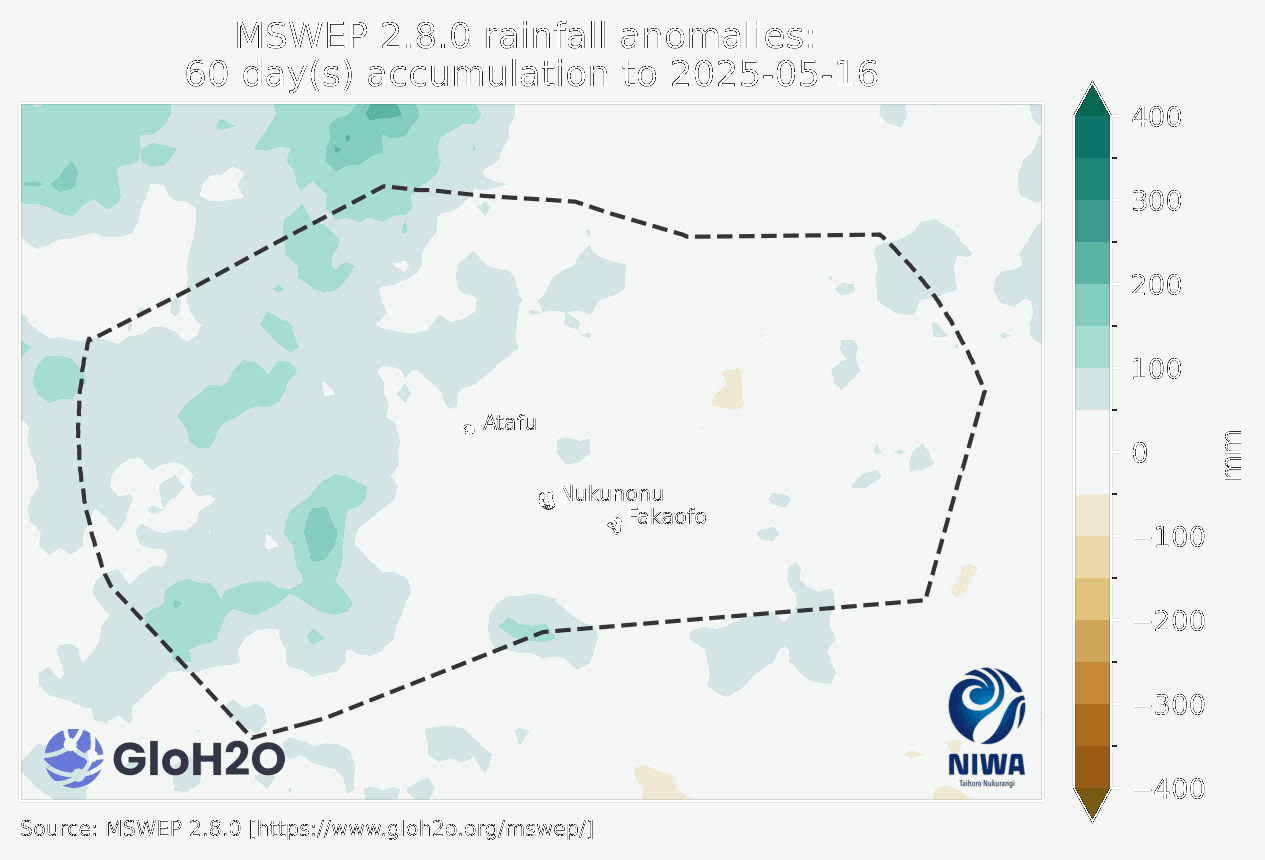 MSWEP 2.8.0 rainfall anomalies:
60 day(s) accumulation to 2025-05-16
400
300
200
100
0
−100
−200
−300
−400
mm
Atafu
Nukunonu
Fakaofo
GloH2O
NIWA
Taihoro Nukurangi
Source: MSWEP 2.8.0 [https://www.gloh2o.org/mswep/]